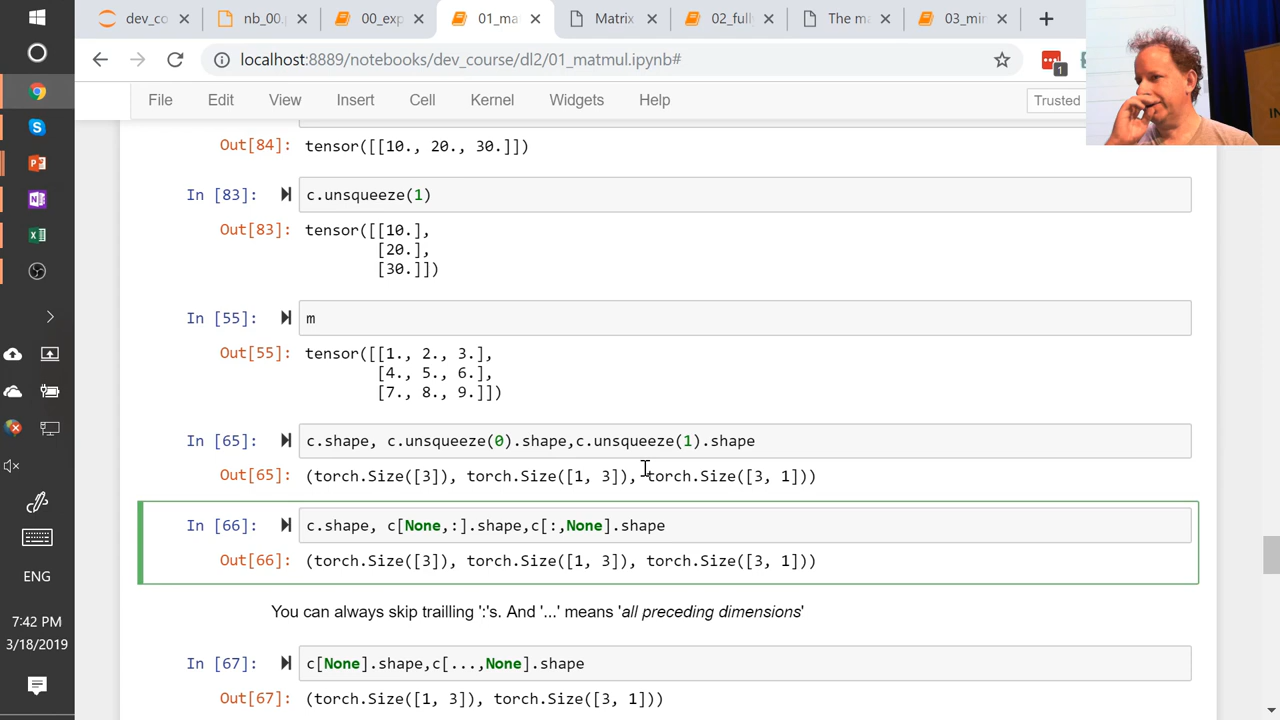 dev_co
nb_00.
00_exp
01_ma
Matrix
02_full
The ma
03_min
localhost:8889/notebooks/dev_course/dl2/01_matmul.ipynb#
1
File Edit View Insert Cell Kernel Widgets Help
Trusted
IN
Out[84]: tensor([[10., 20., 30.]])
In [83]: c.unsqueeze(1)
Out[83]: tensor([[10.],
[20.],
[30.]])
In [55]: m
Out[55]: tensor([[1., 2., 3.],
[4., 5., 6.],
[7., 8., 9.]])
In [65]: c.shape, c.unsqueeze(0).shape,c.unsqueeze(1).shape
Out[65]: (torch.Size([3]), torch.Size([1, 3]), torch.Size([3, 1]))
In [66]: c.shape, c[None,:].shape,c[:,None].shape
Out[66]: (torch.Size([3]), torch.Size([1, 3]), torch.Size([3, 1]))
You can always skip trailling ':'s. And '...' means 'all preceding dimensions'
In [67]: c[None].shape,c[...,None].shape
Out[67]: (torch.Size([1, 3]), torch.Size([3, 1]))
ENG
7:42 PM
3/18/2019